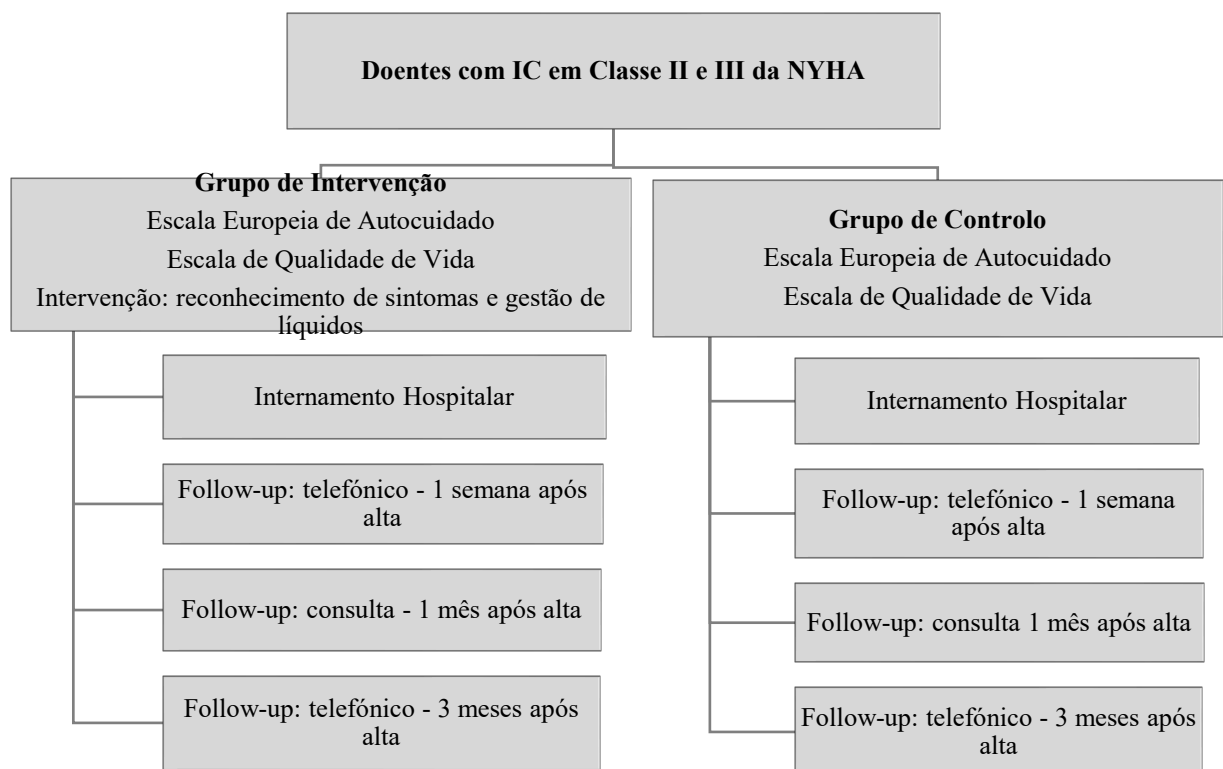 Doentes com IC em Classe II e III da NYHA
Grupo de Intervenção
Escala Europeia de Autocuidado
Escala de Qualidade de Vida
Intervenção: reconhecimento de sintomas e gestão de
líquidos
Internamento Hospitalar
Follow-up: telefónico - 1 semana após
alta
Follow-up: consulta - 1 mês após alta
Follow-up: telefónico - 3 meses após
alta
Grupo de Controlo
Escala Europeia de Autocuidado
Escala de Qualidade de Vida
Internamento Hospitalar
Follow-up: telefónico - 1 semana
após alta
Follow-up: consulta 1 mês após alta
Follow-up: telefónico - 3 meses após
alta